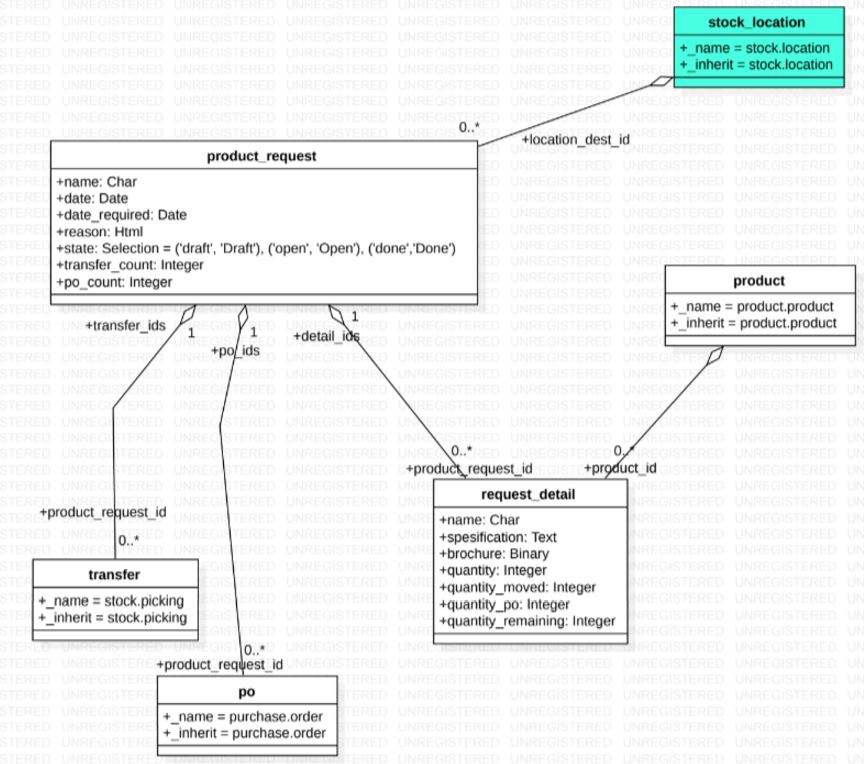 stock_location
+_name = stock.location
+_inherit = stock.location
0..*
+location_dest_id
product_request
+name: Char
+date: Date
+date_required: Date
+reason: Html
+state: Selection = ('draft', 'Draft'), ('open', 'Open'), ('done','Done')
+transfer_count: Integer
+po_count: Integer
product
+_name = product.product
+_inherit = product.product
+transfer_ids
1
1
+po_ids
1
+detail_ids
0..*
+product_request_id
0..*
+product_id
request_detail
+name: Char
+spesification: Text
+brochure: Binary
+quantity: Integer
+quantity_moved: Integer
+quantity_po: Integer
+quantity_remaining: Integer
+product_request_id
0..*
transfer
+_name = stock.picking
+_inherit = stock.picking
0..*
+product_request_id
po
+_name = purchase.order
+_inherit = purchase.order
UNREGISTERED